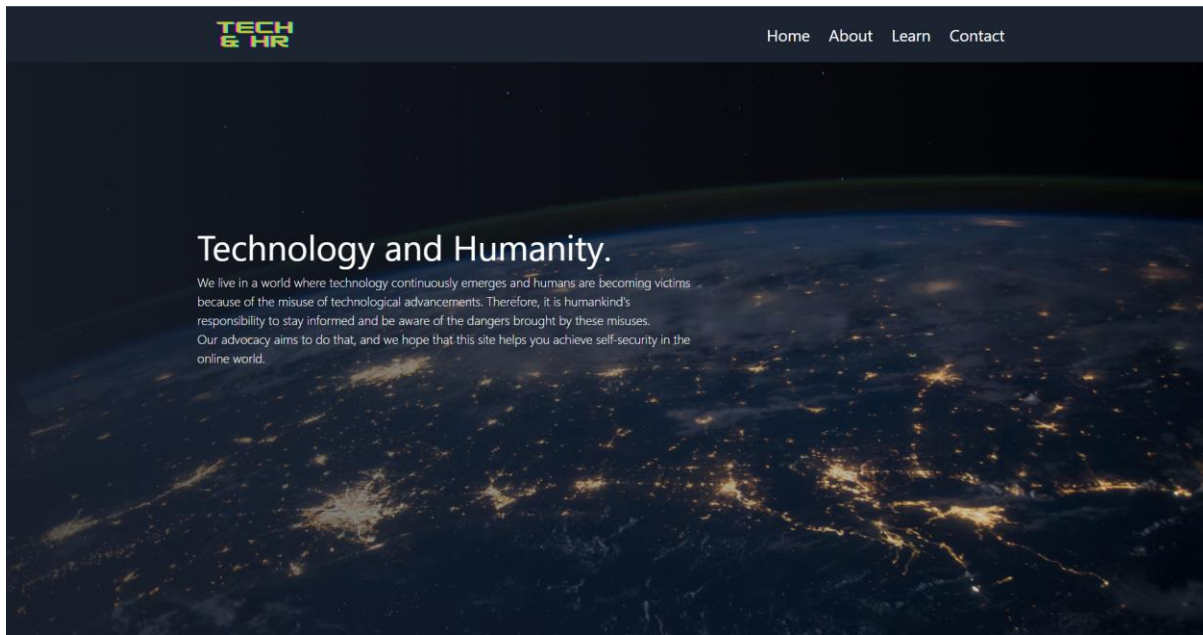 TECH
& HR
Home About Learn Contact
Technology and Humanity.
We live in a world where technology continuously emerges and humans are becoming victims
because of the misuse of technological advancements. Therefore, it is humankind's
responsibility to stay informed and be aware of the dangers brought by these misuses.
Our advocacy aims to do that, and we hope that this site helps you achieve self-security in the
online world.